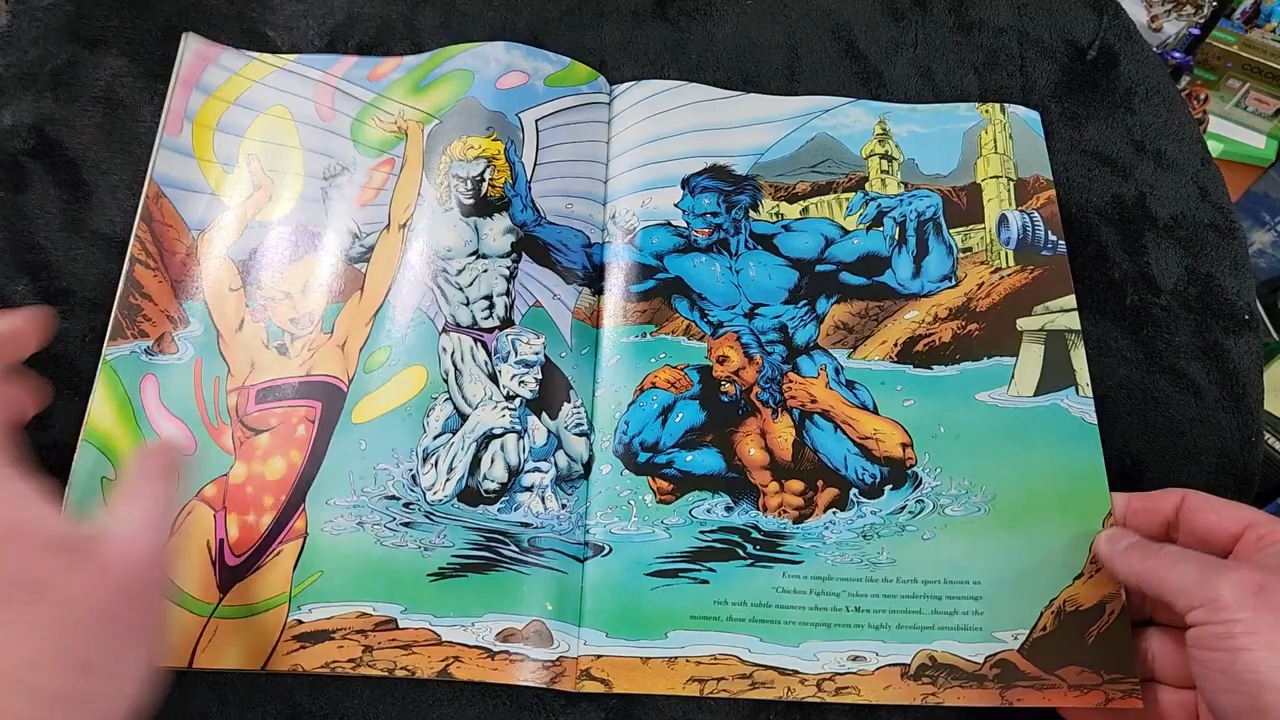 Even a simple contest like the Earth sport known as
"Chicken Fighting" takes on new underlying meanings
rich with subtle nuances when the X-Men are involved...though at the
moment, those elements are escaping even my highly developed sensibilities.
COLOR